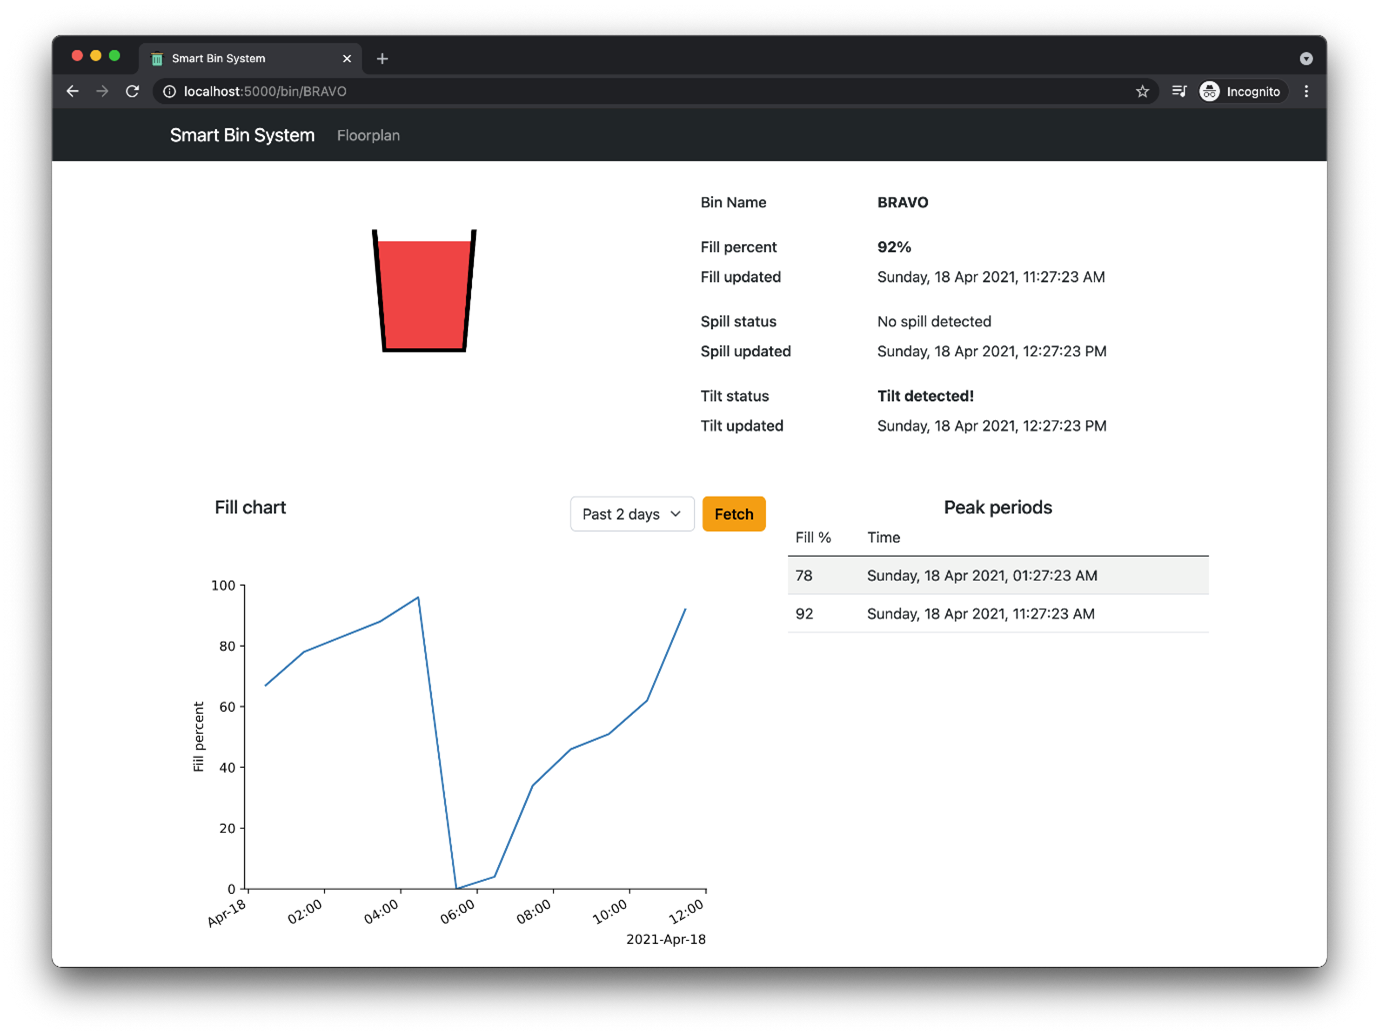 Smart Bin System
localhost:5000/bin/BRAVO
Incognito
Smart Bin System Floorplan
Bin Name BRAVO
Fill percent 92%
Fill updated Sunday, 18 Apr 2021, 11:27:23 AM
Spill status No spill detected
Spill updated Sunday, 18 Apr 2021, 12:27:23 PM
Tilt status Tilt detected!
Tilt updated Sunday, 18 Apr 2021, 12:27:23 PM
Fill chart
Past 2 days
Fetch
100
80
60
40
20
0
Fiil percent
Apr-18 02:00 04:00 06:00 08:00 10:00 12:00
2021-Apr-18
Peak periods
Fill % Time
78 Sunday, 18 Apr 2021, 01:27:23 AM
92 Sunday, 18 Apr 2021, 11:27:23 AM